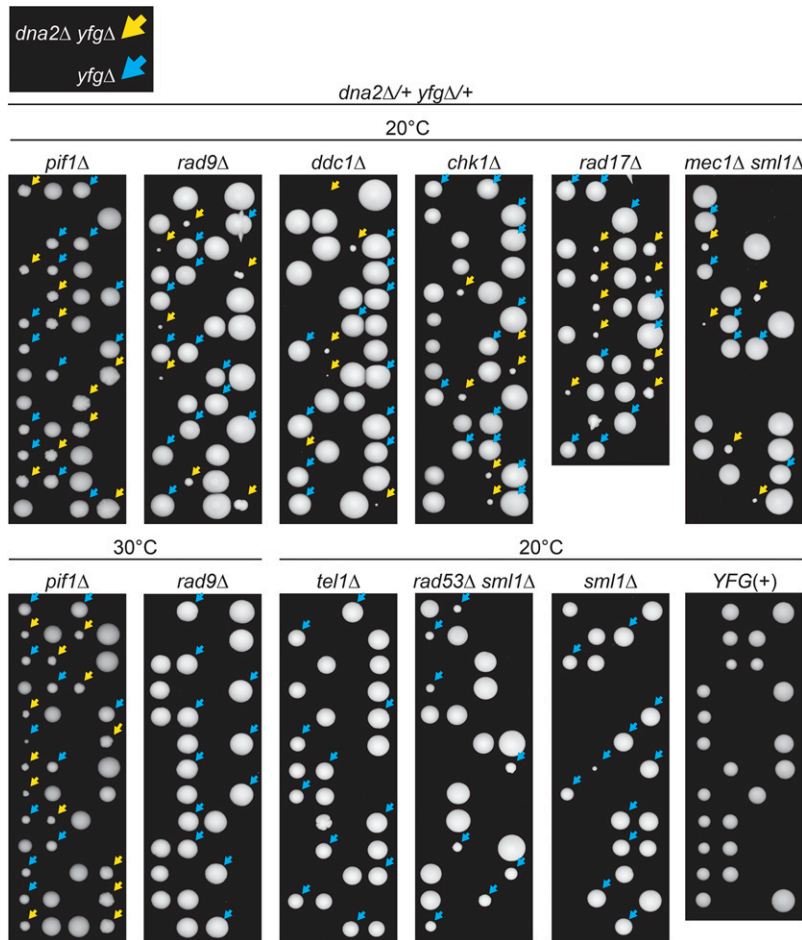 dna2Δ yfgΔ
yfgΔ
dna2Δ/+ yfgΔ/+
20°C
pif1Δ rad9Δ ddc1Δ chk1Δ rad17Δ mec1Δ sml1Δ
30°C 20°C
pif1Δ rad9Δ tel1Δ rad53Δ sml1Δ sml1Δ YFG(+)